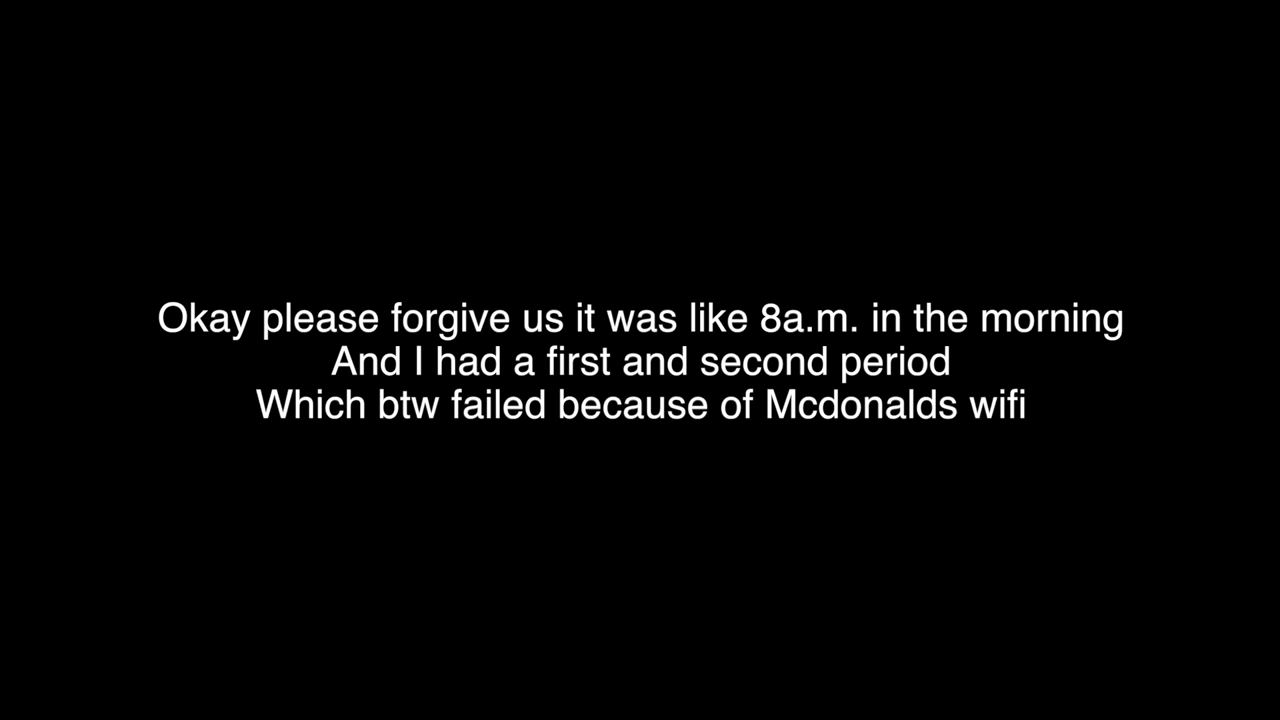 Okay please forgive us it was like 8a.m. in the morning
And I had a first and second period
Which btw failed because of Mcdonalds wifi